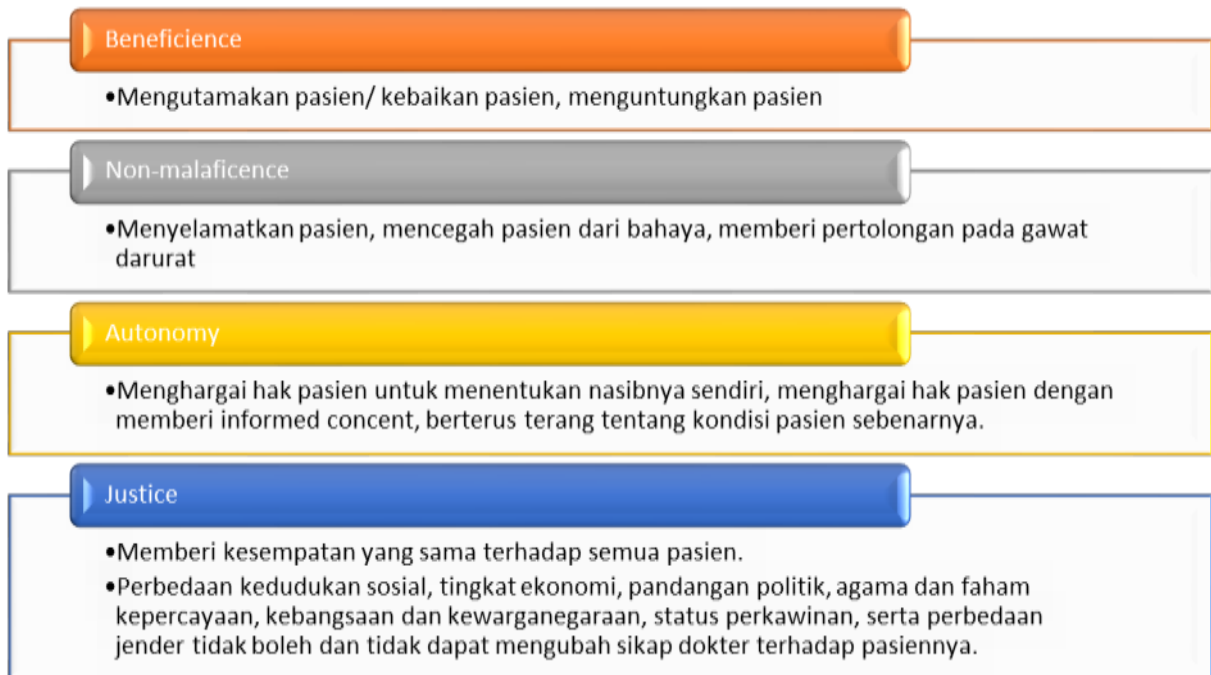 Beneficience
•Mengutamakan pasien/ kebaikan pasien, menguntungkan pasien
Non-malaficence
•Menyelamatkan pasien, mencegah pasien dari bahaya, memberi pertolongan pada gawat
darurat
Autonomy
•Menghargai hak pasien untuk menentukan nasibnya sendiri, menghargai hak pasien dengan
memberi informed concent, berterus terang tentang kondisi pasien sebenarnya.
Justice
•Memberi kesempatan yang sama terhadap semua pasien.
•Perbedaan kedudukan sosial, tingkat ekonomi, pandangan politik, agama dan faham
kepercayaan, kebangsaan dan kewarganegaraan, status perkawinan, serta perbedaan
jender tidak boleh dan tidak dapat mengubah sikap dokter terhadap pasiennya.